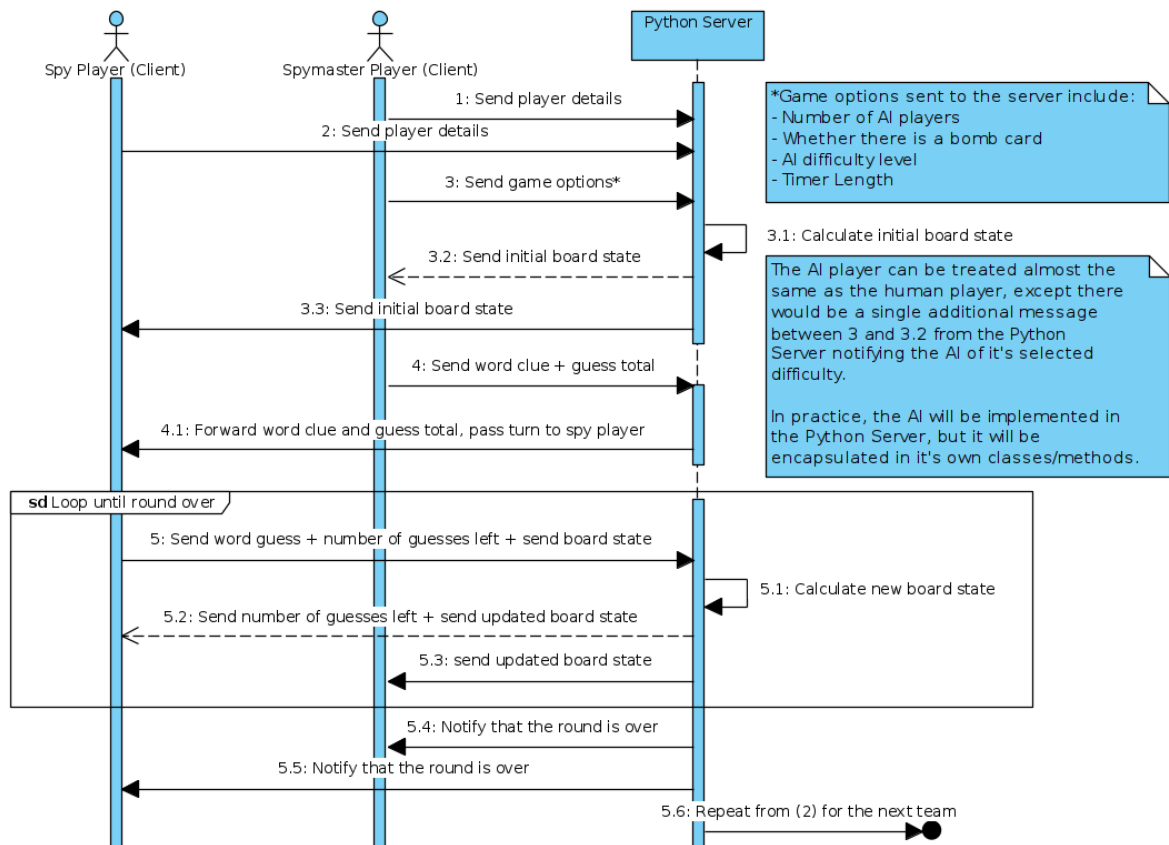 Spy Player (Client)
Spymaster Player (Client)
Python Server
1: Send player details
2: Send player details
3: Send game options*
*Game options sent to the server include:
- Number of AI players
- Whether there is a bomb card
- AI difficulty level
- Timer Length
3.1: Calculate initial board state
3.2: Send initial board state
3.3: Send initial board state
The AI player can be treated almost the
same as the human player, except there
would be a single additional message
between 3 and 3.2 from the Python
Server notifying the AI of it's selected
difficulty.
In practice, the AI will be implemented in
the Python Server, but it will be
encapsulated in it's own classes/methods.
4: Send word clue + guess total
4.1: Forward word clue and guess total, pass turn to spy player
sd Loop until round over
5: Send word guess + number of guesses left + send board state
5.1: Calculate new board state
5.2: Send number of guesses left + send updated board state
5.3: send updated board state
5.4: Notify that the round is over
5.5: Notify that the round is over
5.6: Repeat from (2) for the next team